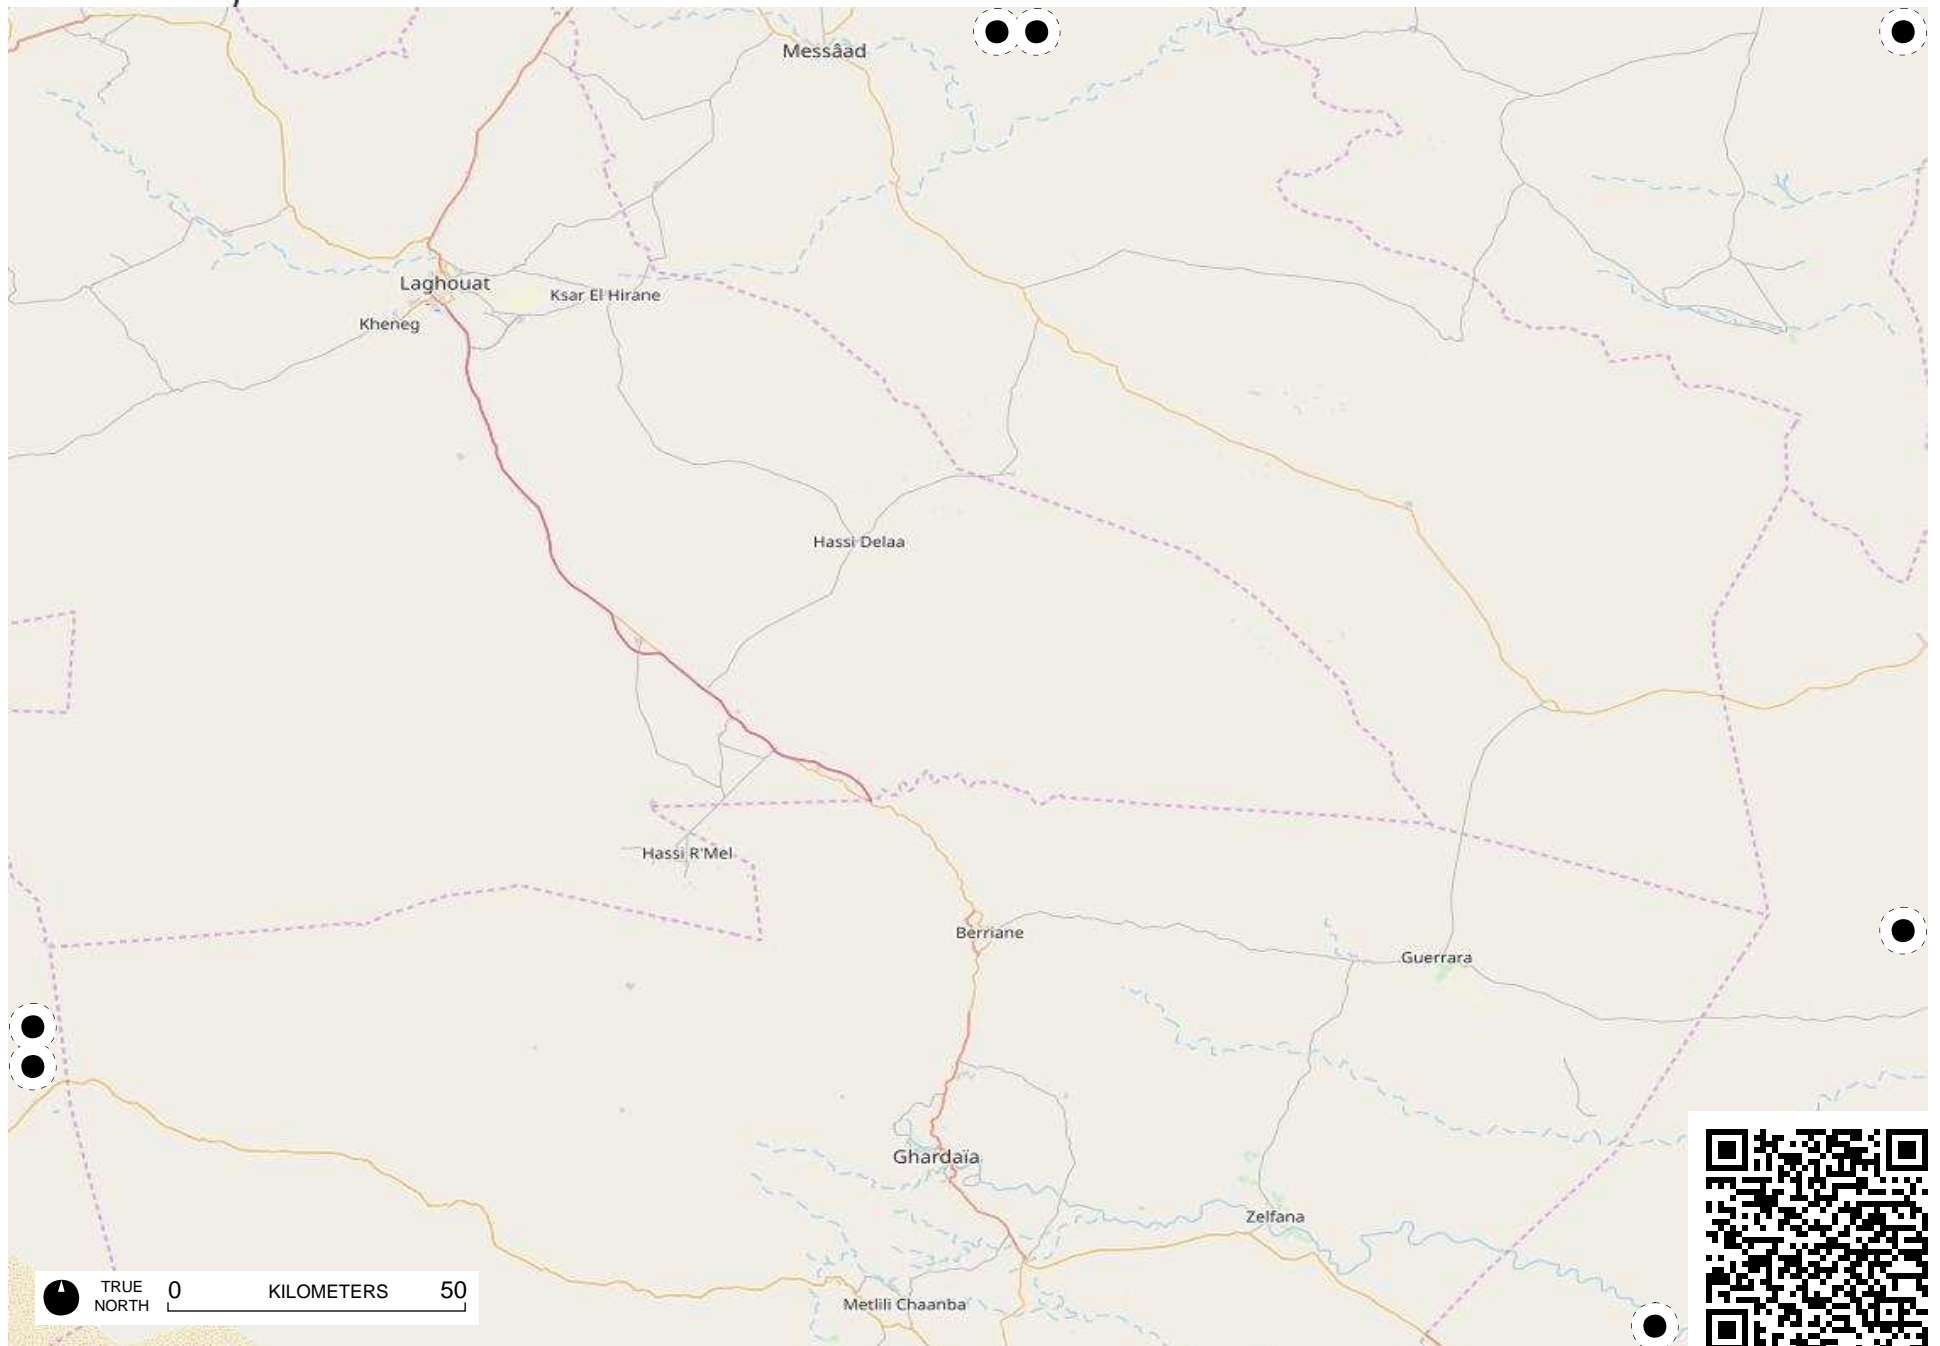 Messâad
Laghouat
Ksar El Hirane
Kheneg
Hassi Delaa
Hassi R'Mel
Berriane
Guerrara
Ghardaïa
Zelfana
Metlili Chaanba
TRUE
NORTH
0 KILOMETERS 50